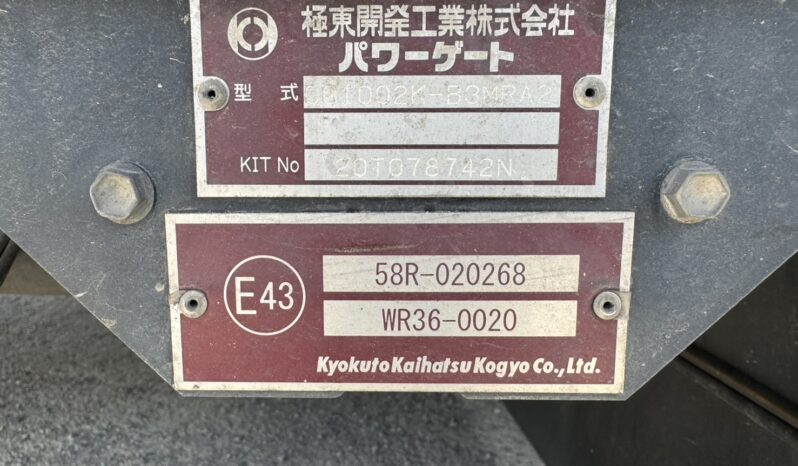 極東開発工業株式会社
パワーゲート
型式
KIT No 20T078742N
E43
58R-020268
WR36-0020
Kyokuto Kaihatsu Kogyo Co., Ltd.